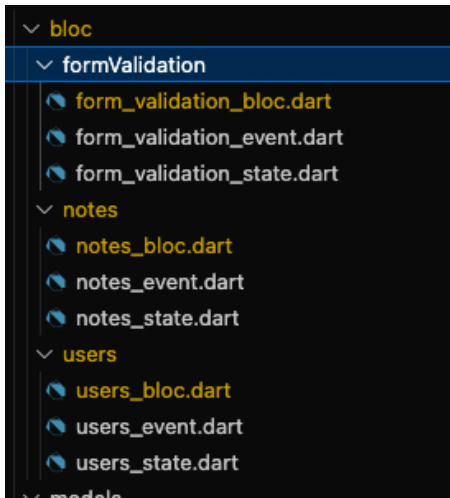 bloc
formValidation
form_validation_bloc.dart
form_validation_event.dart
form_validation_state.dart
notes
notes_bloc.dart
notes_event.dart
notes_state.dart
users
users_bloc.dart
users_event.dart
users_state.dart
models